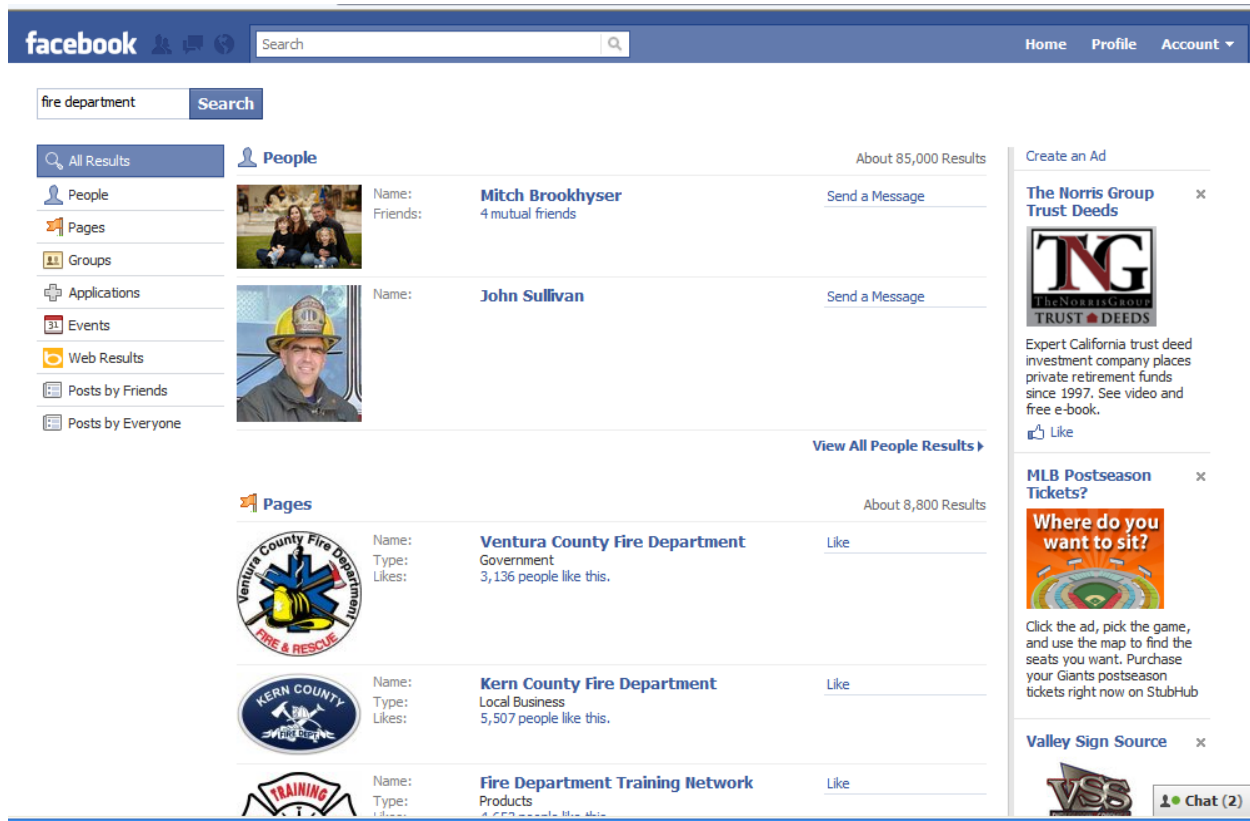 facebook
Search
Home Profile Account
fire department
Search
All Results
People
Pages
Groups
Applications
31 Events
Web Results
Posts by Friends
Posts by Everyone
People
About 85,000 Results
Name: Mitch Brookhyser
Send a Message
Friends: 4 mutual friends
Name: John Sullivan
Send a Message
View All People Results
Pages
About 8,800 Results
Ventura County Fire Department
FIRE & RESCUE
Name: Ventura County Fire Department
Like
Type: Government
Likes: 3,136 people like this.
KERN COUNTY
FIRE DEPT.
Name: Kern County Fire Department
Like
Type: Local Business
Likes: 5,507 people like this.
TRAINING
Name: Fire Department Training Network
Like
Type: Products
Likes: 4,653 people like this.
Create an Ad
The Norris Group
Trust Deeds
TNG
TheNorrisGroup
TRUST DEEDS
Expert California trust deed
investment company places
private retirement funds
since 1997. See video and
free e-book.
Like
MLB Postseason
Tickets?
Where do you
want to sit?
Click the ad, pick the game,
and use the map to find the
seats you want. Purchase
your Giants postseason
tickets right now on StubHub
Valley Sign Source
VSS
Chat (2)